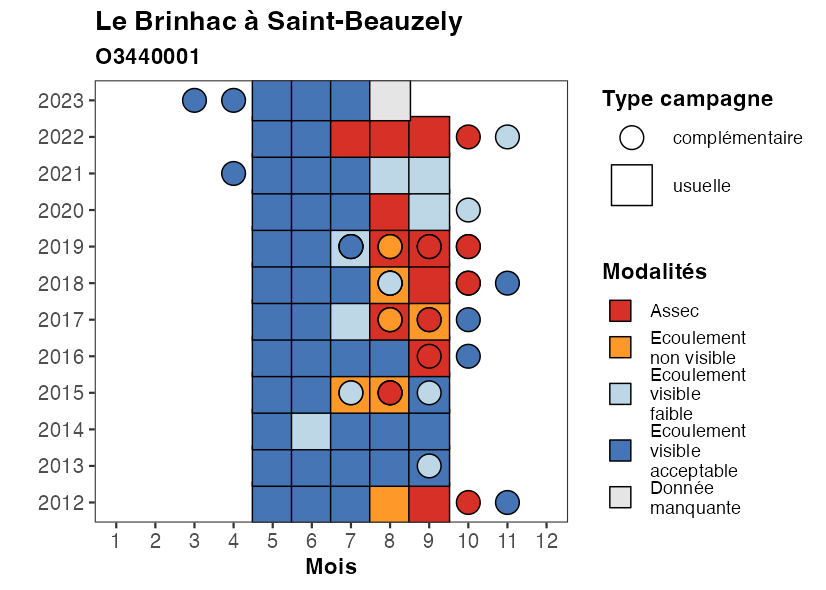 Le Brinhac à Saint-Beauzely
O3440001
2023
2022
2021
2020
2019
2018
2017
2016
2015
2014
2013
2012
1 2 3 4 5 6 7 8 9 10 11 12
Mois
Type campagne
complémentaire
usuelle
Modalités
Assec
Ecoulement
non visible
Ecoulement
visible
faible
Ecoulement
visible
acceptable
Donnée
manquante